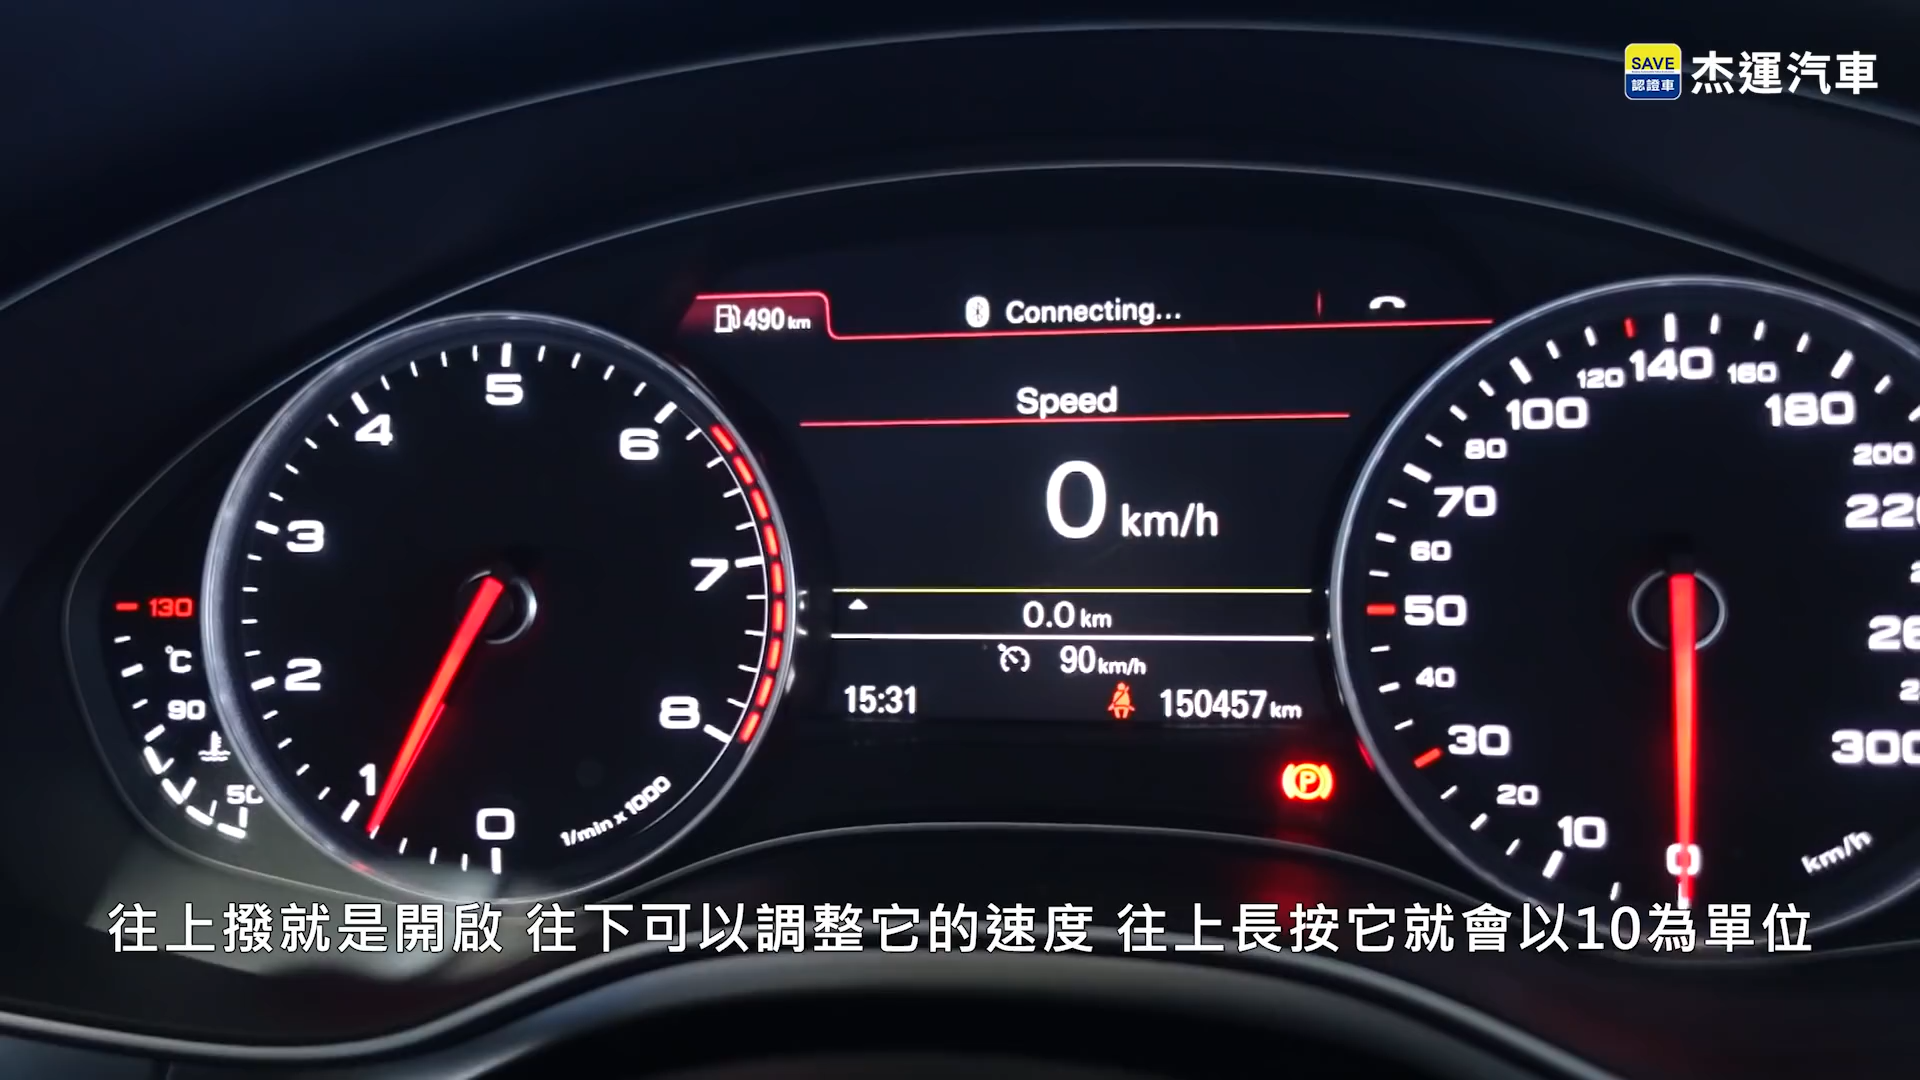 SAVE
認證車
杰運汽車
490 km
Connecting...
Speed
0 km/h
0.0 km
90 km/h
15:31
150457 km
130
°C
90
50
0
1
2
3
4
5
6
7
8
1/min x 1000
P
0
10
20
30
40
50
60
70
80
100
120
140
160
180
200
300
km/h
往上撥就是開啟 往下可以調整它的速度 往上長按它就會以10為單位